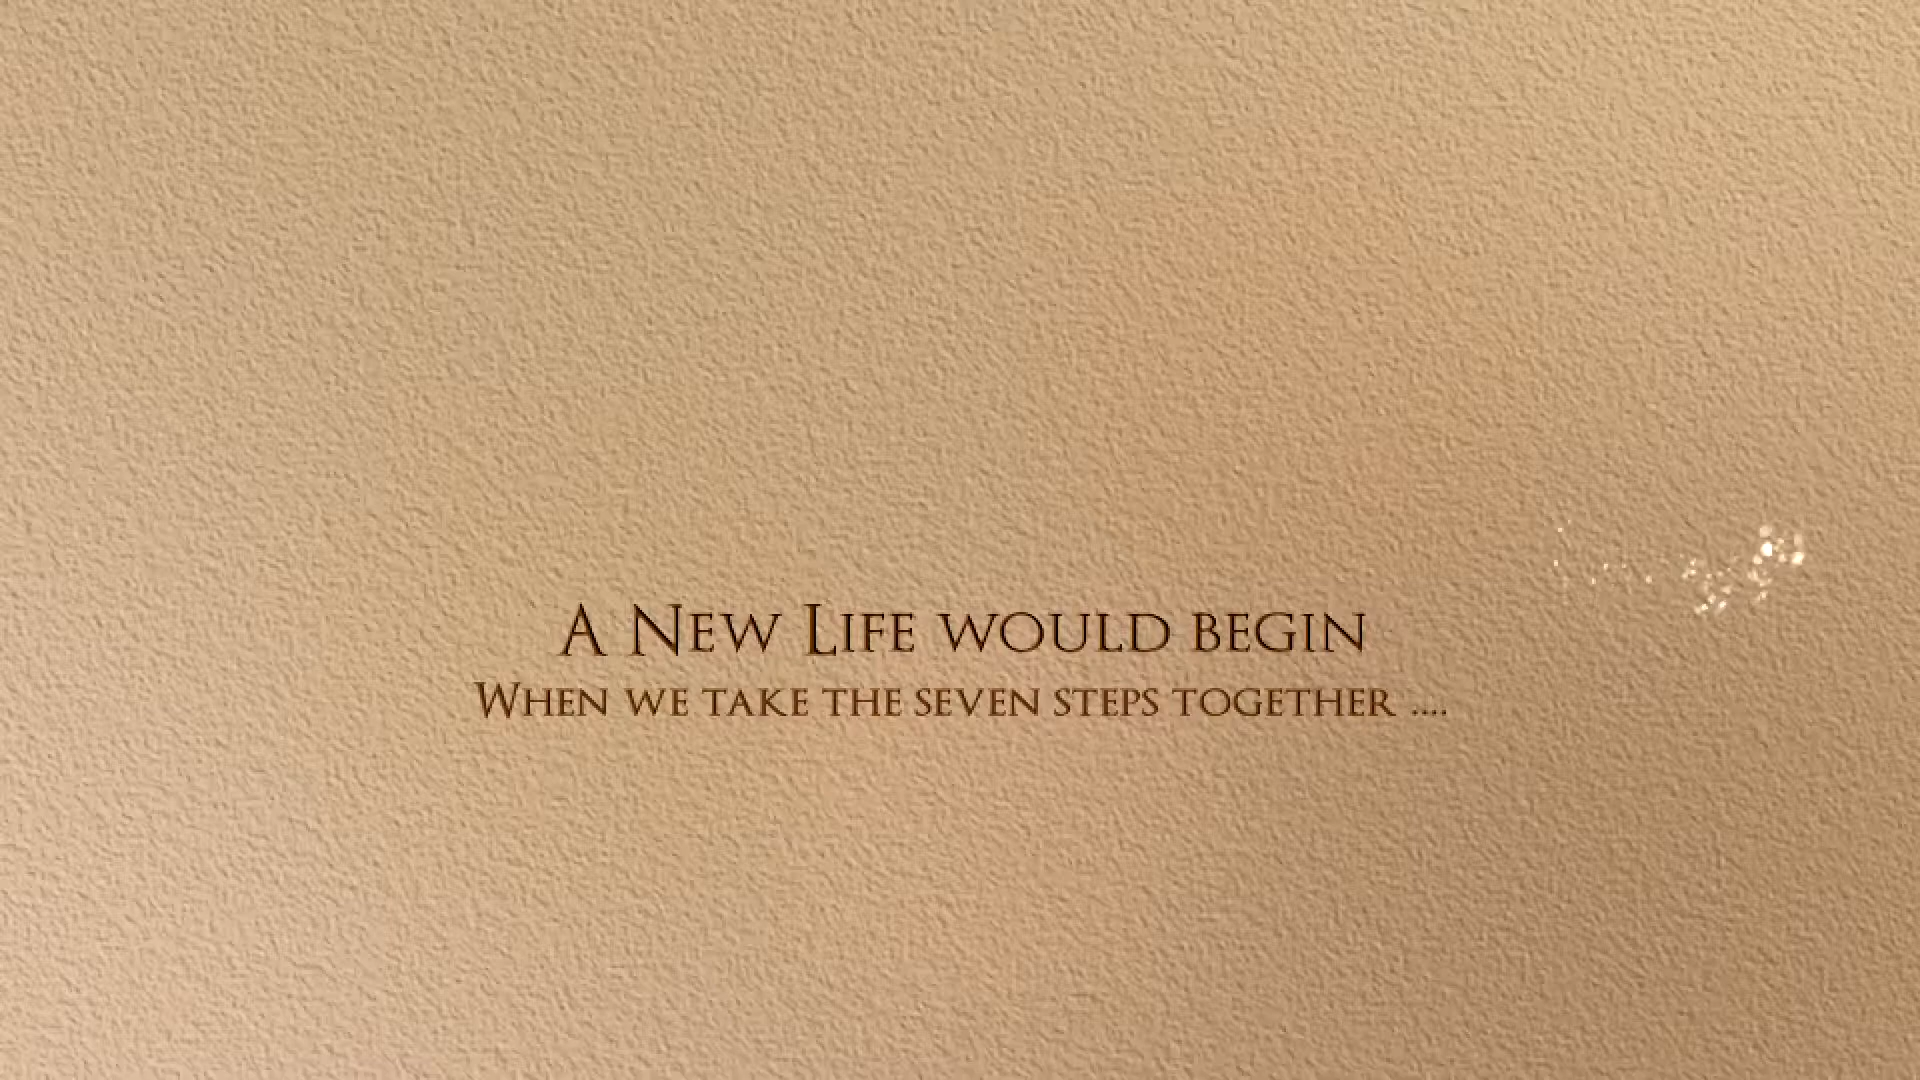 A New Life would begin
When we take the seven steps together ....